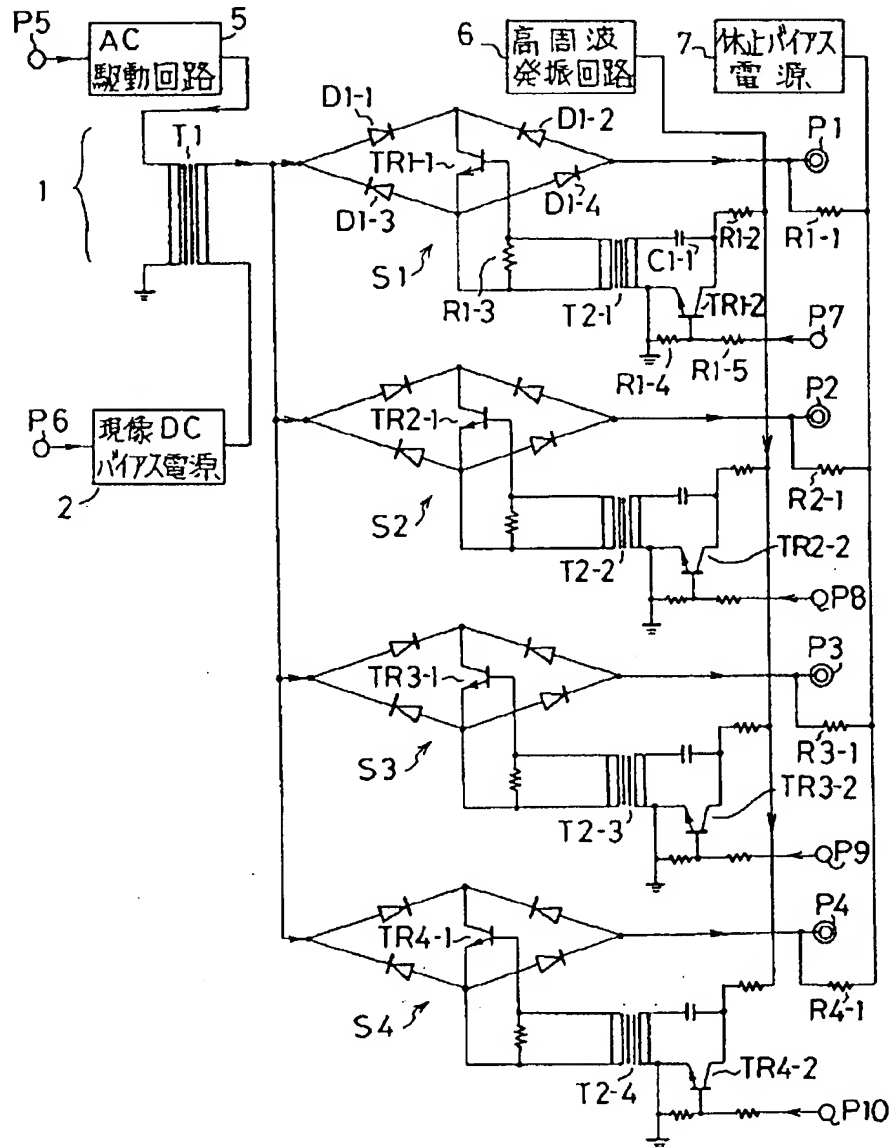 P5
AC
駆動回路
5
6
高周波
発振回路
7
休止バイアス
電源
1
T1
D1-1
D1-2
TR1-1
D1-3
D1-4
S1
R1-3
T2-1
C1-1
R1-2
R1-1
P1
TR1-2
P7
R1-4
R1-5
P6
現像DC
バイアス電源
2
TR2-1
S2
T2-2
P2
R2-1
TR2-2
P8
TR3-1
S3
T2-3
P3
R3-1
TR3-2
P9
TR4-1
S4
T2-4
P4
R4-1
TR4-2
P10